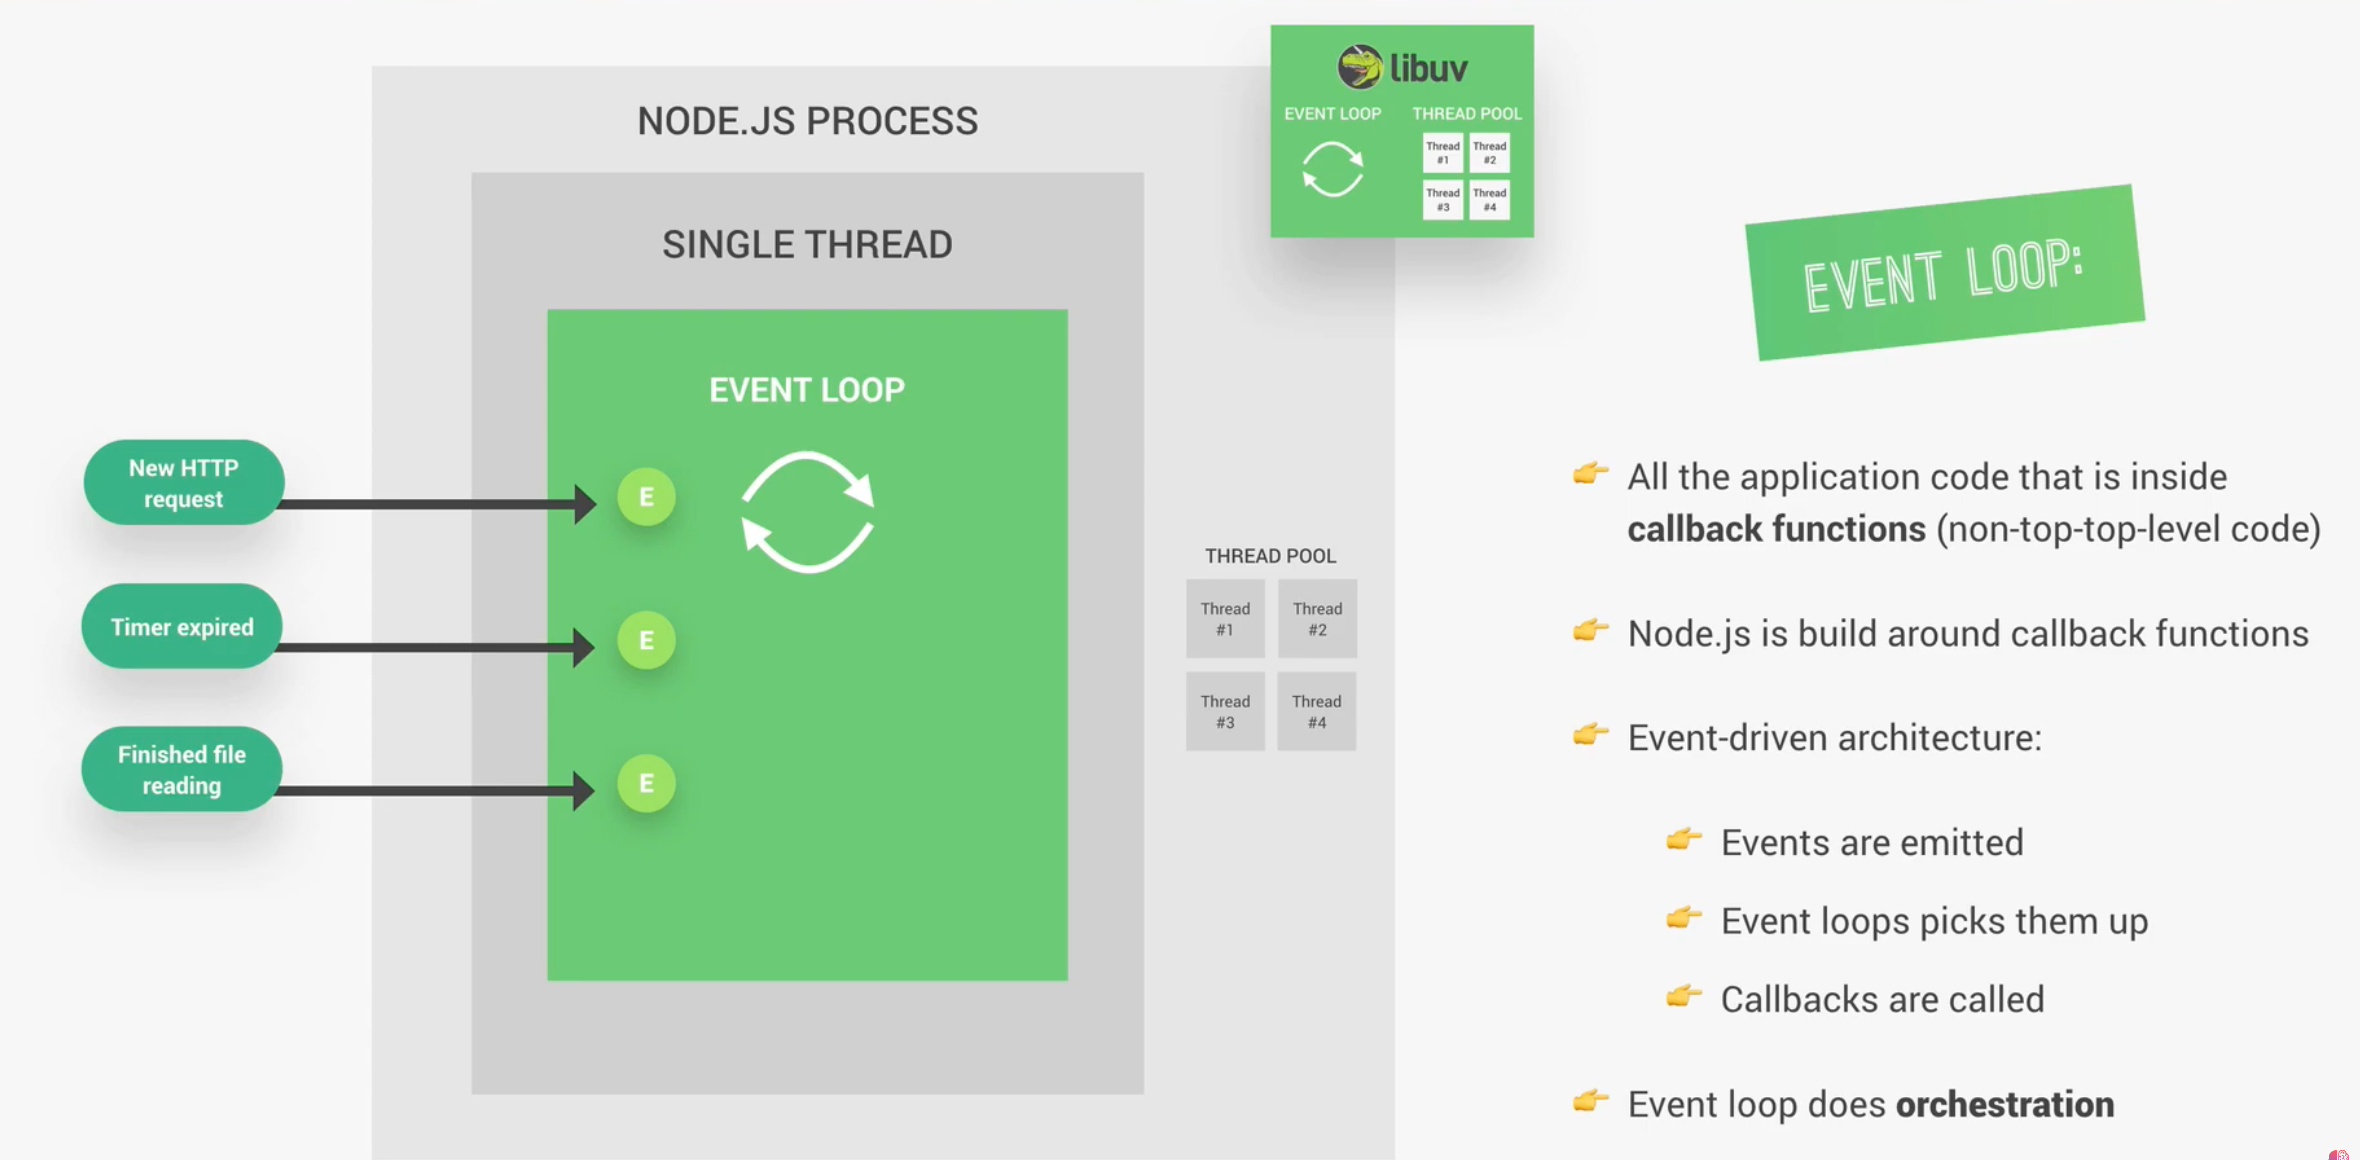 libuv
EVENT LOOP
THREAD POOL
Thread
#1
Thread
#2
Thread
#3
Thread
#4
NODE.JS PROCESS
SINGLE THREAD
EVENT LOOP
New HTTP
request
E
Timer expired
E
Finished file
reading
E
THREAD POOL
Thread
#1
Thread
#2
Thread
#3
Thread
#4
EVENT LOOP:
All the application code that is inside
callback functions (non-top-top-level code)
Node.js is build around callback functions
Event-driven architecture:
Events are emitted
Event loops picks them up
Callbacks are called
Event loop does orchestration